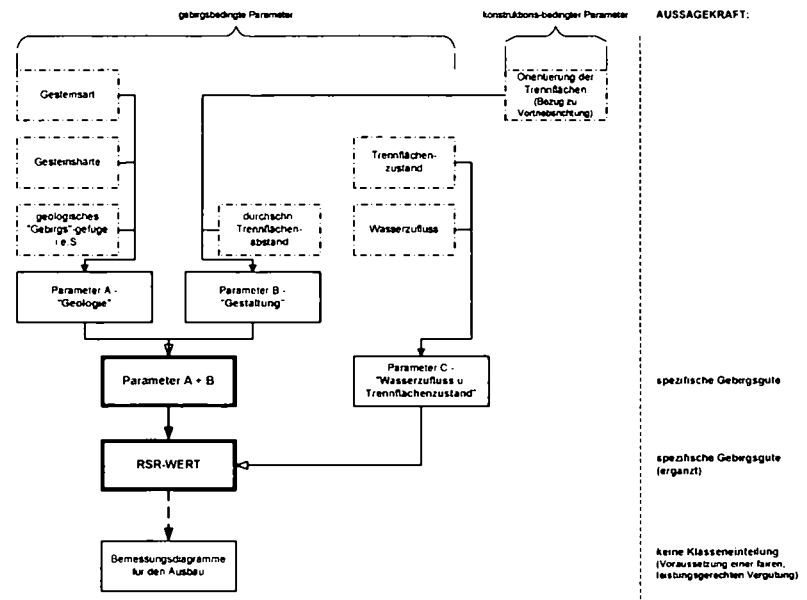 gebirgsbedingte Parameter
konstruktions-bedingter Parameter
AUSSAGEKRAFT:
Gesteinsart
Orientierung der
Trennflächen
(Bezug zu
Vortriebsrichtung)
Gesteinshärte
Trennflächen-
zustand
geologisches
"Gebirgs"-gefüge
i e.S
durchschn
Trennflächen-
abstand
Wasserzufluss
Parameter A -
"Geologie"
Parameter B -
"Gestaltung"
Parameter A + B
Parameter C -
"Wasserzufluss u
Trennflächenzustand"
spezifische Gebirgsgüte
RSR-WERT
spezifische Gebirgsgüte
(ergänzt)
Bemessungsdiagramme
für den Ausbau
keine Klasseneinteilung
(Voraussetzung einer fairen,
leistungsgerechten Vergütung)